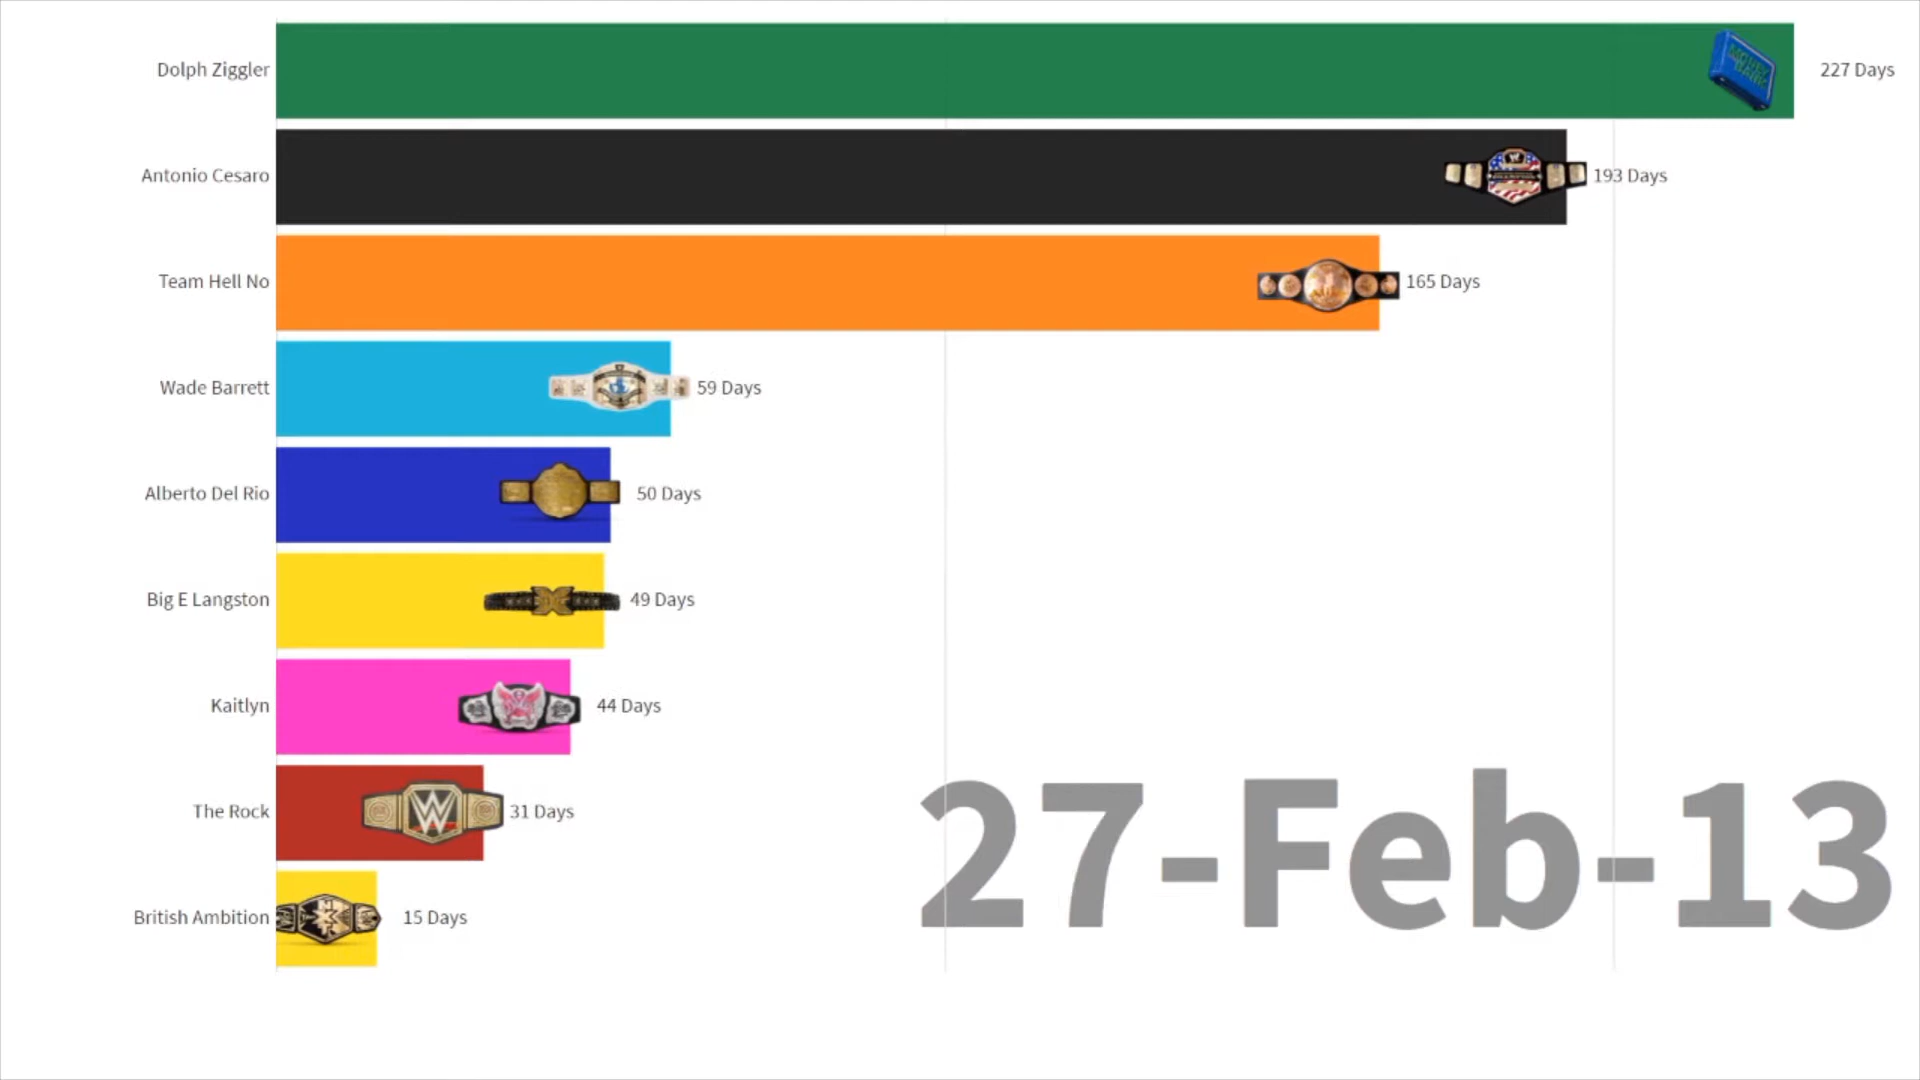 Dolph Ziggler 227 Days
Antonio Cesaro 193 Days
Team Hell No 165 Days
Wade Barrett 59 Days
Alberto Del Rio 50 Days
Big E Langston 49 Days
Kaitlyn 44 Days
The Rock 31 Days
British Ambition 15 Days
27-Feb-13